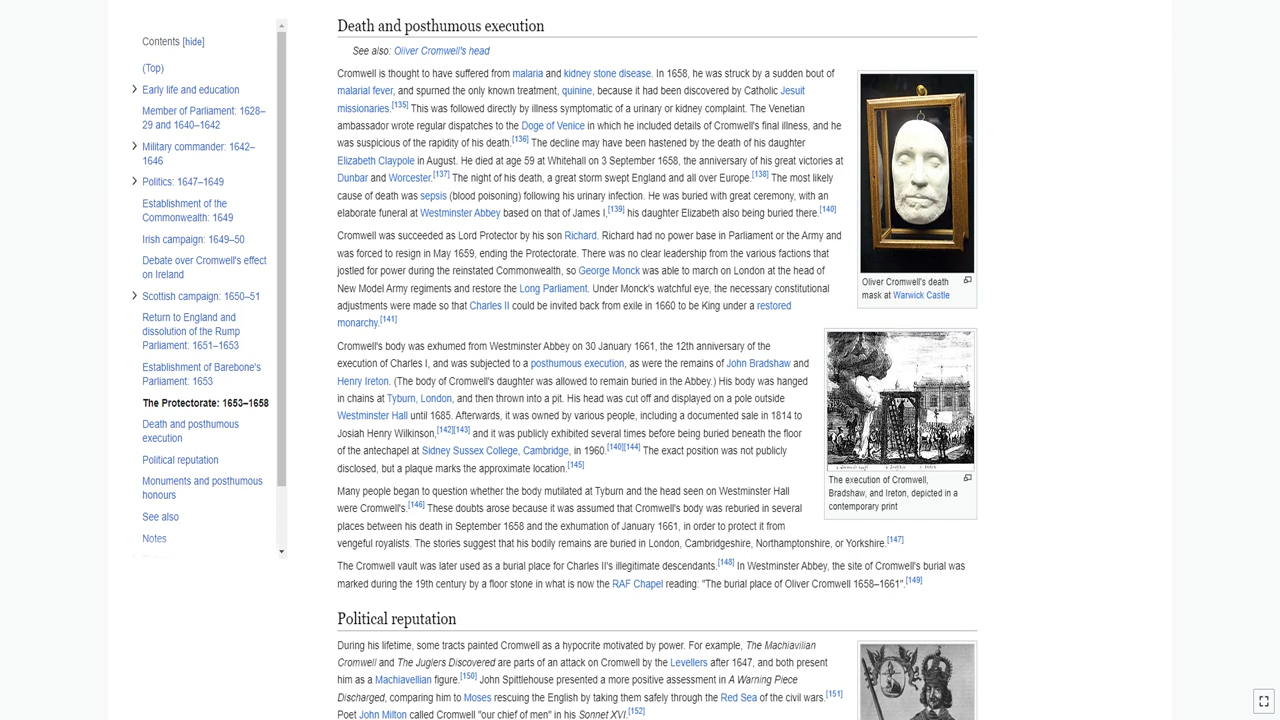 Contents [hide]
(Top)
Early life and education
Member of Parliament: 1628–
29 and 1640–1642
Military commander: 1642–
1646
Politics: 1647–1649
Establishment of the
Commonwealth: 1649
Irish campaign: 1649–50
Debate over Cromwell's effect
on Ireland
Scottish campaign: 1650–51
Return to England and
dissolution of the Rump
Parliament: 1651–1653
Establishment of Barebone's
Parliament: 1653
The Protectorate: 1653–1658
Death and posthumous
execution
Political reputation
Monuments and posthumous
honours
See also
Notes
Death and posthumous execution
See also: Oliver Cromwell's head
Cromwell is thought to have suffered from malaria and kidney stone disease. In 1658, he was struck by a sudden bout of
malarial fever, and spurned the only known treatment, quinine, because it had been discovered by Catholic Jesuit
missionaries.[135] This was followed directly by illness symptomatic of a urinary or kidney complaint. The Venetian
ambassador wrote regular dispatches to the Doge of Venice in which he included details of Cromwell's final illness, and he
was suspicious of the rapidity of his death.[136] The decline may have been hastened by the death of his daughter
Elizabeth Claypole in August. He died at age 59 at Whitehall on 3 September 1658, the anniversary of his great victories at
Dunbar and Worcester.[137] The night of his death, a great storm swept England and all over Europe.[138] The most likely
cause of death was sepsis (blood poisoning) following his urinary infection. He was buried with great ceremony, with an
elaborate funeral at Westminster Abbey based on that of James I,[139] his daughter Elizabeth also being buried there.[140]
Cromwell was succeeded as Lord Protector by his son Richard. Richard had no power base in Parliament or the Army and
was forced to resign in May 1659, ending the Protectorate. There was no clear leadership from the various factions that
jostled for power during the reinstated Commonwealth, so George Monck was able to march on London at the head of
New Model Army regiments and restore the Long Parliament. Under Monck's watchful eye, the necessary constitutional
adjustments were made so that Charles II could be invited back from exile in 1660 to be King under a restored
monarchy.[141]
Oliver Cromwell's death
mask at Warwick Castle
Cromwell's body was exhumed from Westminster Abbey on 30 January 1661, the 12th anniversary of the
execution of Charles I, and was subjected to a posthumous execution, as were the remains of John Bradshaw and
Henry Ireton. (The body of Cromwell's daughter was allowed to remain buried in the Abbey.) His body was hanged
in chains at Tyburn, London, and then thrown into a pit. His head was cut off and displayed on a pole outside
Westminster Hall until 1685. Afterwards, it was owned by various people, including a documented sale in 1814 to
Josiah Henry Wilkinson,[142][143] and it was publicly exhibited several times before being buried beneath the floor
of the antechapel at Sidney Sussex College, Cambridge, in 1960.[140][144] The exact position was not publicly
disclosed, but a plaque marks the approximate location.[145]
The execution of Cromwell,
Bradshaw, and Ireton, depicted in a
contemporary print
Many people began to question whether the body mutilated at Tyburn and the head seen on Westminster Hall
were Cromwell's.[146] These doubts arose because it was assumed that Cromwell's body was reburied in several
places between his death in September 1658 and the exhumation of January 1661, in order to protect it from
vengeful royalists. The stories suggest that his bodily remains are buried in London, Cambridgeshire, Northamptonshire, or Yorkshire.[147]
The Cromwell vault was later used as a burial place for Charles II's illegitimate descendants.[148] In Westminster Abbey, the site of Cromwell's burial was
marked during the 19th century by a floor stone in what is now the RAF Chapel reading: "The burial place of Oliver Cromwell 1658–1661".[149]
Political reputation
During his lifetime, some tracts painted Cromwell as a hypocrite motivated by power. For example, The Machiavilian
Cromwell and The Juglers Discovered are parts of an attack on Cromwell by the Levellers after 1647, and both present
him as a Machiavellian figure.[150] John Spittlehouse presented a more positive assessment in A Warning Piece
Discharged, comparing him to Moses rescuing the English by taking them safely through the Red Sea of the civil wars.[151]
Poet John Milton called Cromwell "our chief of men" in his Sonnet XVI.[152]